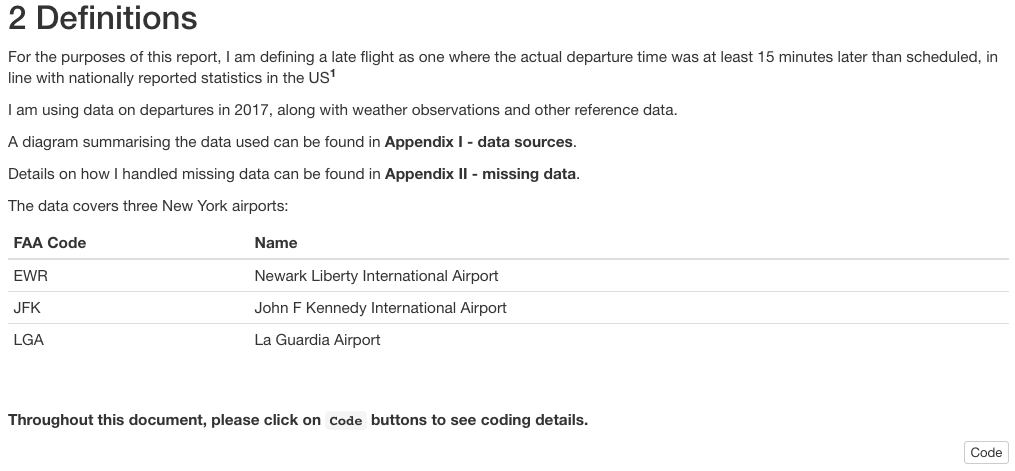 2 Definitions
For the purposes of this report, I am defining a late flight as one where the actual departure time was at least 15 minutes later than scheduled, in
line with nationally reported statistics in the US1
I am using data on departures in 2017, along with weather observations and other reference data.
A diagram summarising the data used can be found in Appendix I - data sources.
Details on how I handled missing data can be found in Appendix II - missing data.
The data covers three New York airports:
FAA Code Name
EWR Newark Liberty International Airport
JFK John F Kennedy International Airport
LGA La Guardia Airport
Throughout this document, please click on Code buttons to see coding details.
Code